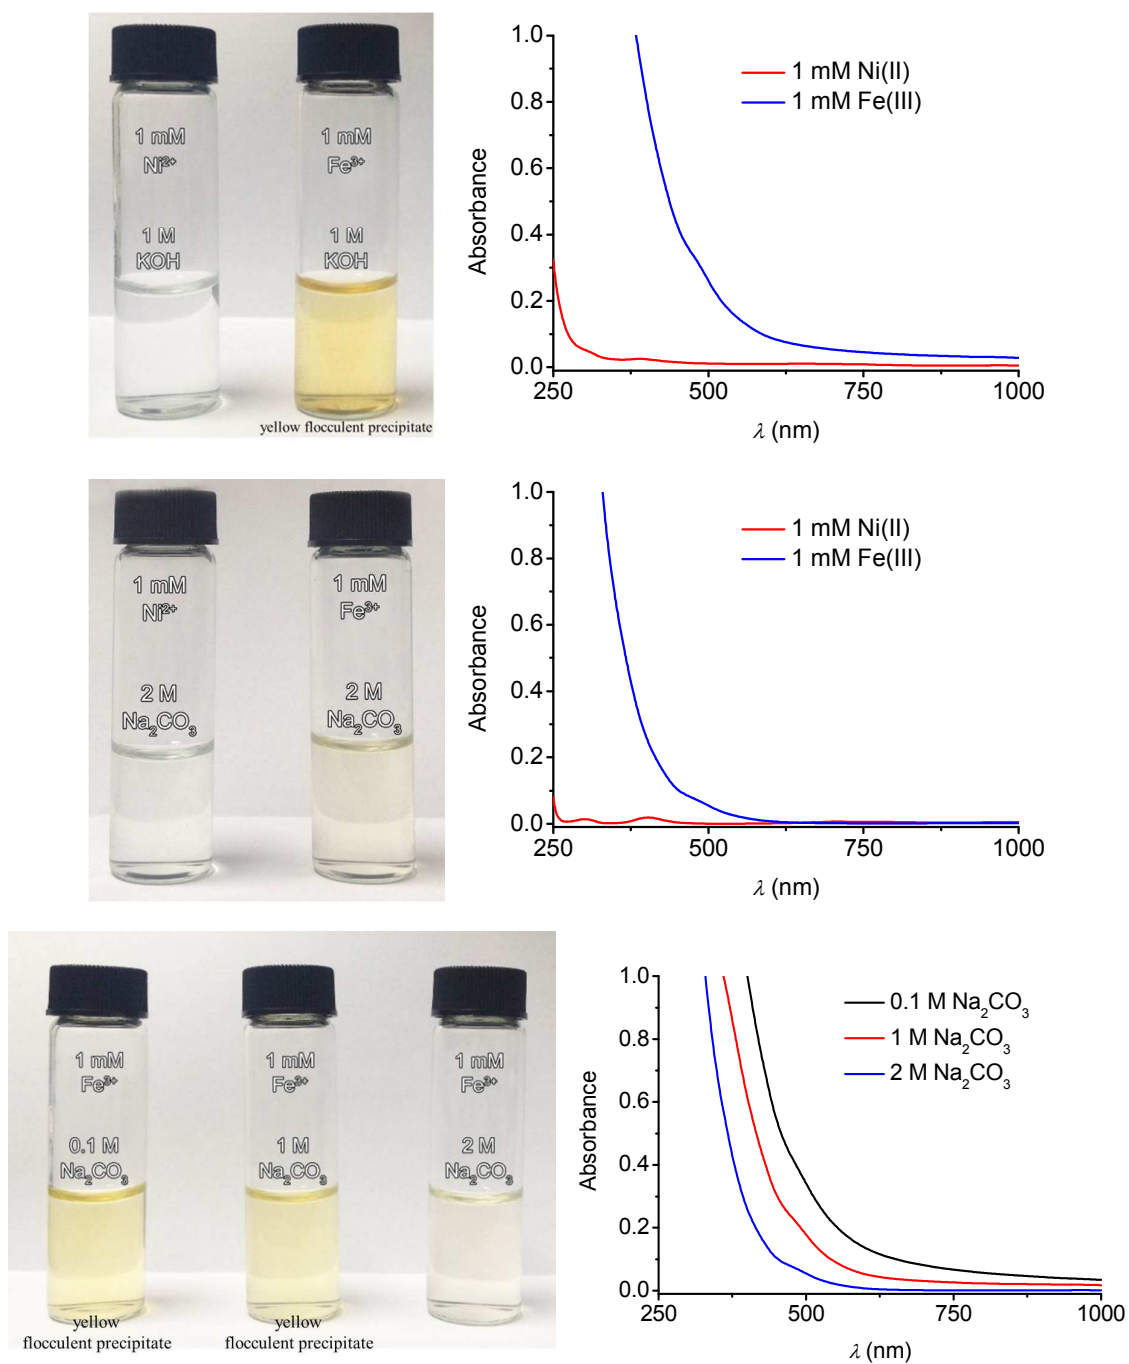 1 mM
Ni²⁺
1 M
KOH
1 mM
Fe³⁺
1 M
KOH
yellow flocculent precipitate
1.0
0.8
0.6
0.4
0.2
0.0
Absorbance
1 mM Ni(II)
1 mM Fe(III)
250
500
750
1000
λ (nm)
1 mM
Ni²⁺
2 M
Na₂CO₃
1 mM
Fe³⁺
2 M
Na₂CO₃
1.0
0.8
0.6
0.4
0.2
0.0
Absorbance
1 mM Ni(II)
1 mM Fe(III)
250
500
750
1000
λ (nm)
1 mM
Fe³⁺
0.1 M
Na₂CO₃
yellow
flocculent precipitate
1 mM
Fe³⁺
1 M
Na₂CO₃
yellow
flocculent precipitate
1 mM
Fe³⁺
2 M
Na₂CO₃
1.0
0.8
0.6
0.4
0.2
0.0
Absorbance
0.1 M Na₂CO₃
1 M Na₂CO₃
2 M Na₂CO₃
250
500
750
1000
λ (nm)